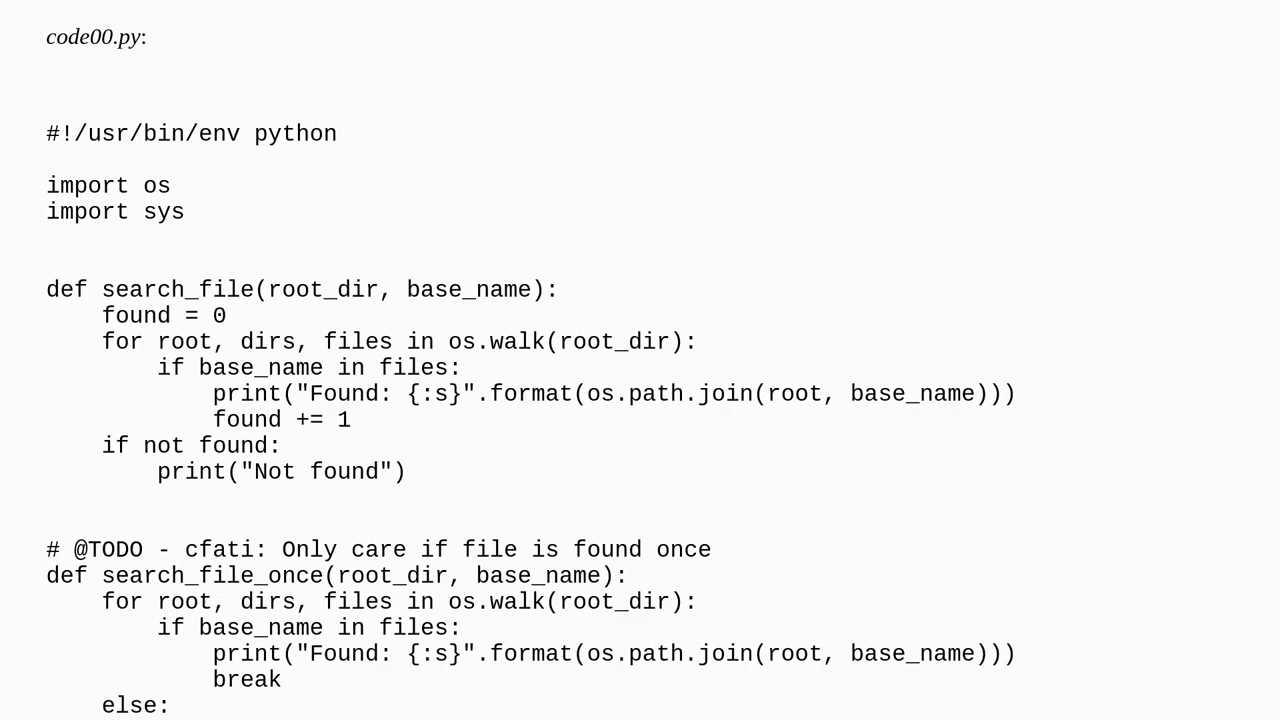 code00.py:
#!/usr/bin/env python
import os
import sys
def search_file(root_dir, base_name):
    found = 0
    for root, dirs, files in os.walk(root_dir):
        if base_name in files:
            print("Found: {:s}".format(os.path.join(root, base_name)))
            found += 1
    if not found:
        print("Not found")
# @TODO - cfati: Only care if file is found once
def search_file_once(root_dir, base_name):
    for root, dirs, files in os.walk(root_dir):
        if base_name in files:
            print("Found: {:s}".format(os.path.join(root, base_name)))
            break
    else: